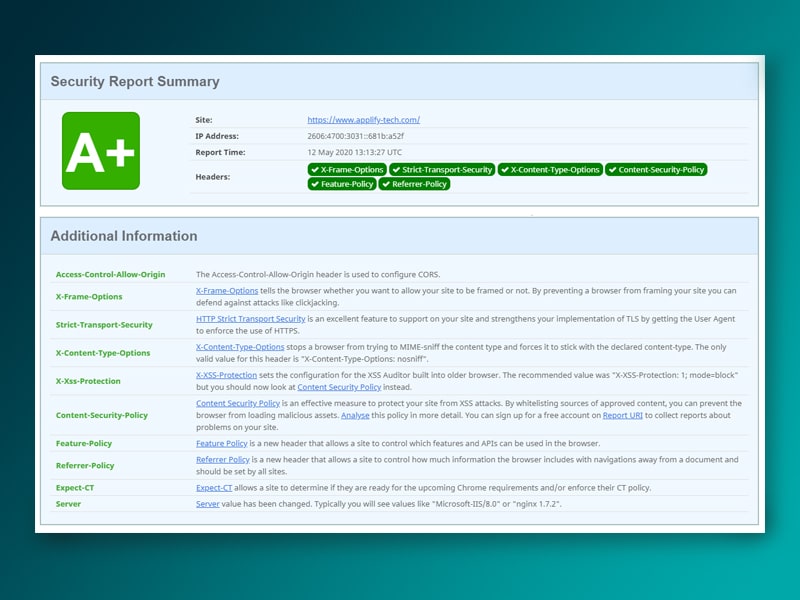 Security Report Summary
A+
Site: https://www.applify-tech.com/
IP Address: 2606:4700:3031::681b:a52f
Report Time: 12 May 2020 13:13:27 UTC
Headers: ✔ X-Frame-Options ✔ Strict-Transport-Security ✔ X-Content-Type-Options ✔ Content-Security-Policy
✔ Feature-Policy ✔ Referrer-Policy
Additional Information
Access-Control-Allow-Origin The Access-Control-Allow-Origin header is used to configure CORS.
X-Frame-Options X-Frame-Options tells the browser whether you want to allow your site to be framed or not. By preventing a browser from framing your site you can
defend against attacks like clickjacking.
Strict-Transport-Security HTTP Strict Transport Security is an excellent feature to support on your site and strengthens your implementation of TLS by getting the User Agent
to enforce the use of HTTPS.
X-Content-Type-Options X-Content-Type-Options stops a browser from trying to MIME-sniff the content type and forces it to stick with the declared content-type. The only
valid value for this header is "X-Content-Type-Options: nosniff".
X-Xss-Protection X-XSS-Protection sets the configuration for the XSS Auditor built into older browser. The recommended value was "X-XSS-Protection: 1; mode=block"
but you should now look at Content Security Policy instead.
Content-Security-Policy Content Security Policy is an effective measure to protect your site from XSS attacks. By whitelisting sources of approved content, you can prevent the
browser from loading malicious assets. Analyse this policy in more detail. You can sign up for a free account on Report URI to collect reports about
problems on your site.
Feature-Policy Feature Policy is a new header that allows a site to control which features and APIs can be used in the browser.
Referrer-Policy Referrer Policy is a new header that allows a site to control how much information the browser includes with navigations away from a document and
should be set by all sites.
Expect-CT Expect-CT allows a site to determine if they are ready for the upcoming Chrome requirements and/or enforce their CT policy.
Server Server value has been changed. Typically you will see values like "Microsoft-IIS/8.0" or "nginx 1.7.2".